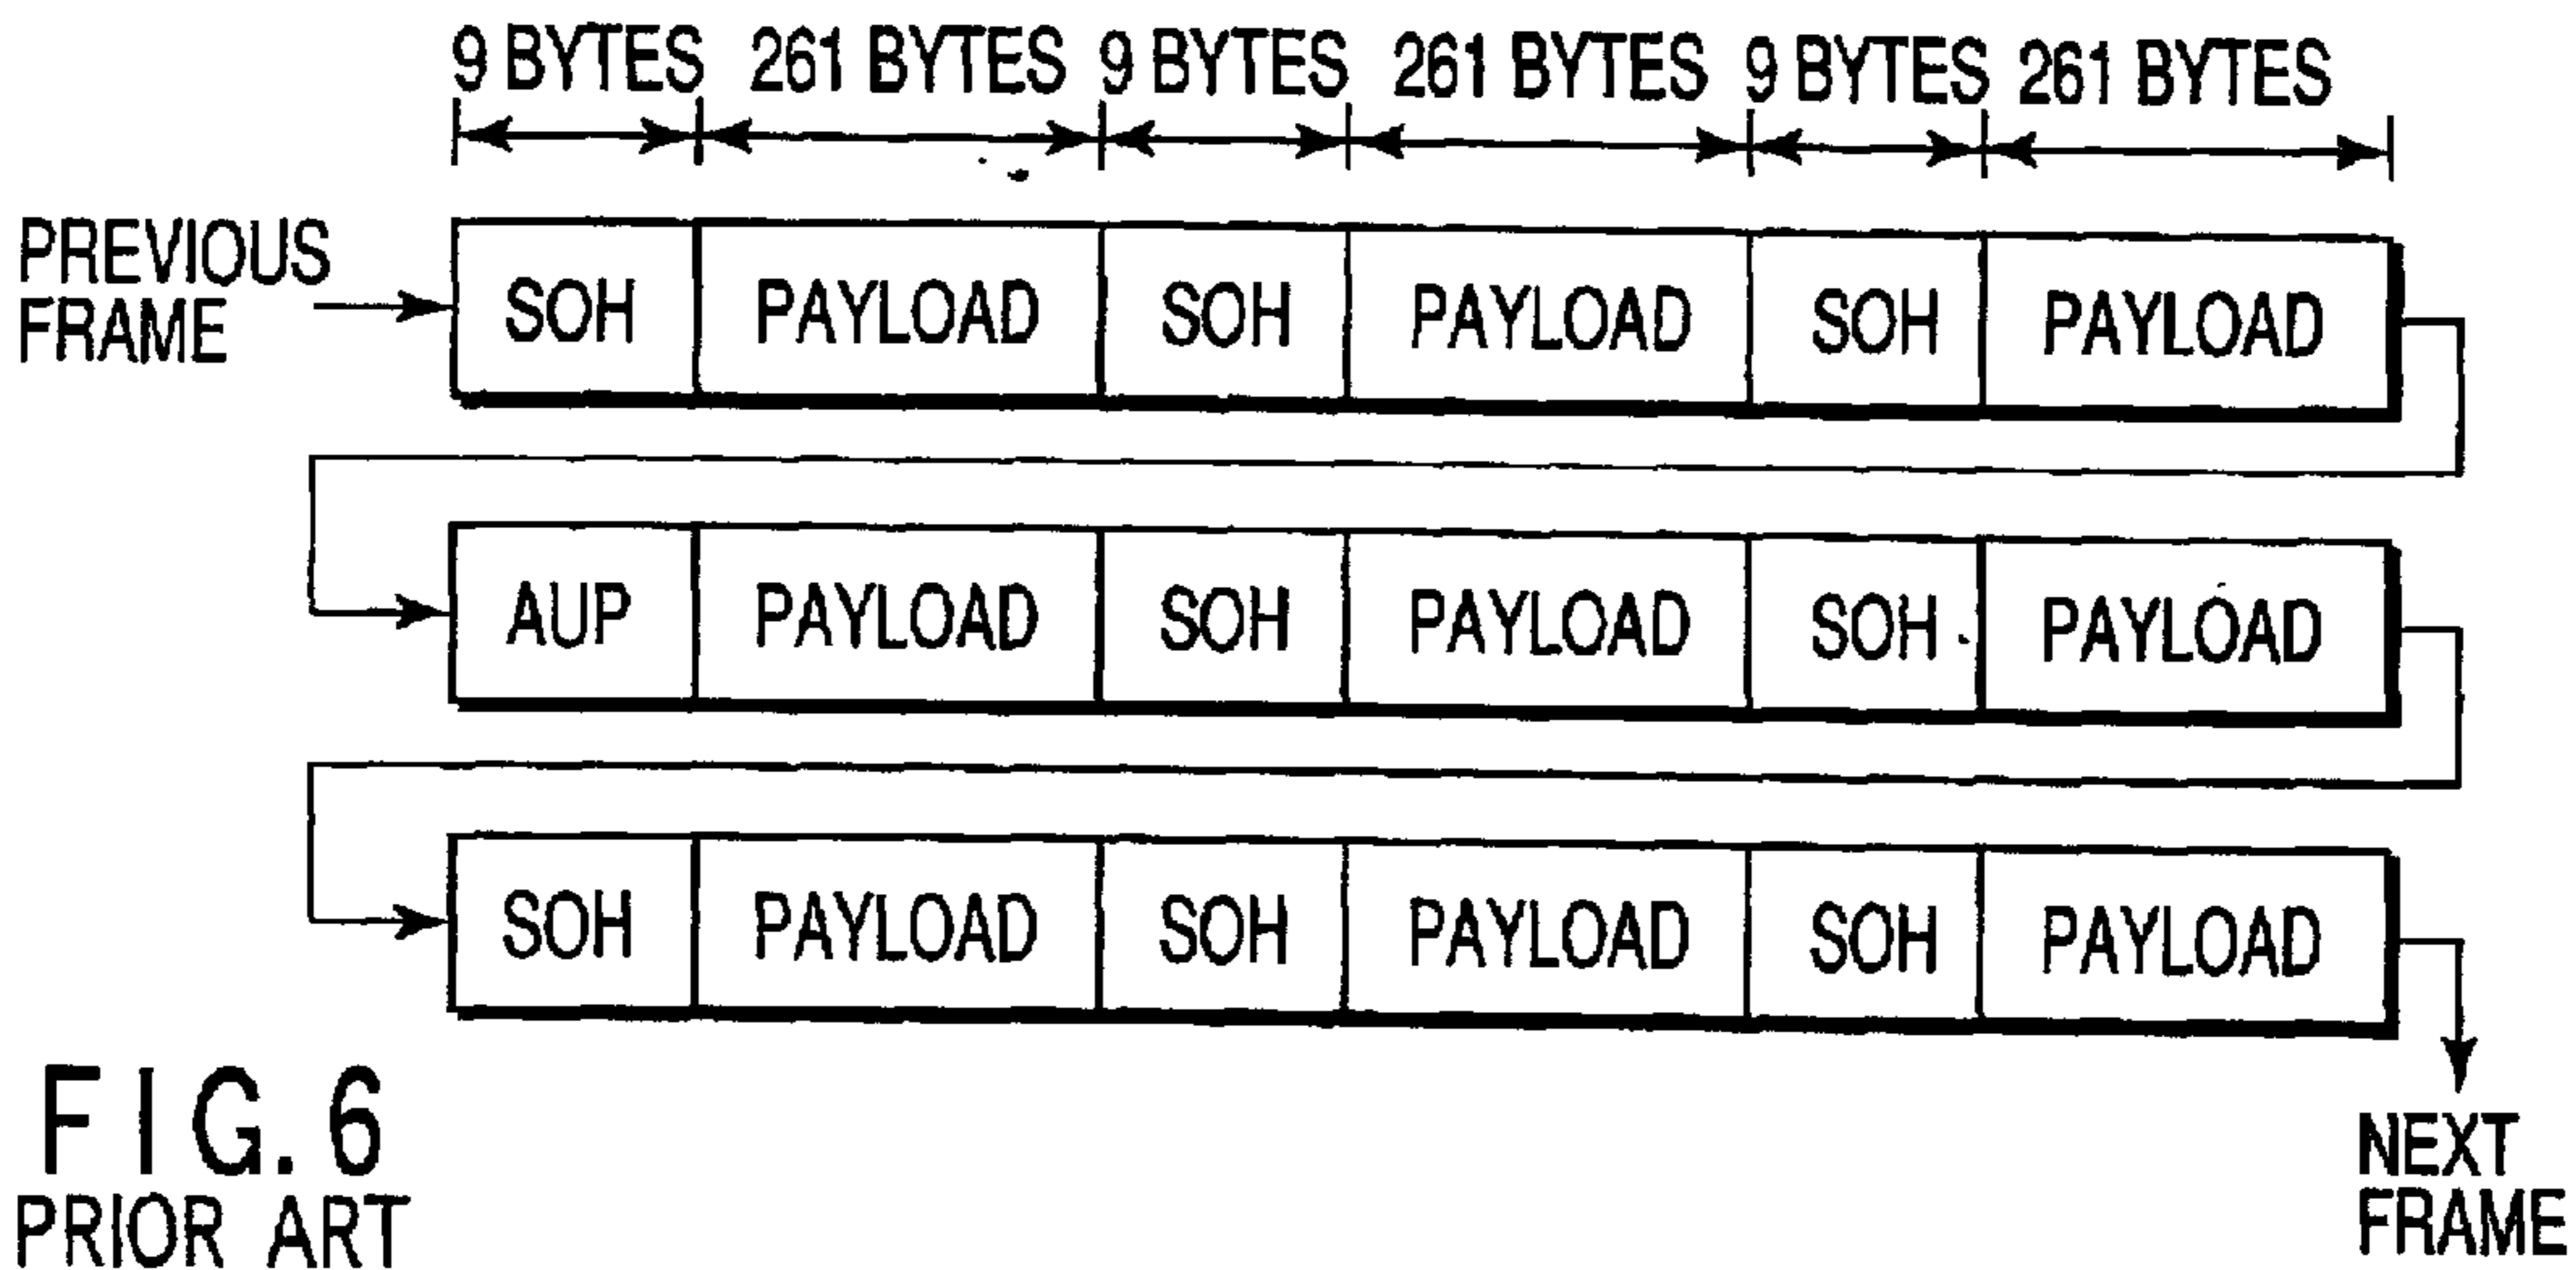 9 BYTES 261 BYTES 9 BYTES 261 BYTES 9 BYTES 261 BYTES
PREVIOUS
FRAME
SOH PAYLOAD SOH PAYLOAD SOH PAYLOAD
AUP PAYLOAD SOH PAYLOAD SOH PAYLOAD
SOH PAYLOAD SOH PAYLOAD SOH PAYLOAD
NEXT
FRAME
FIG. 6
PRIOR ART